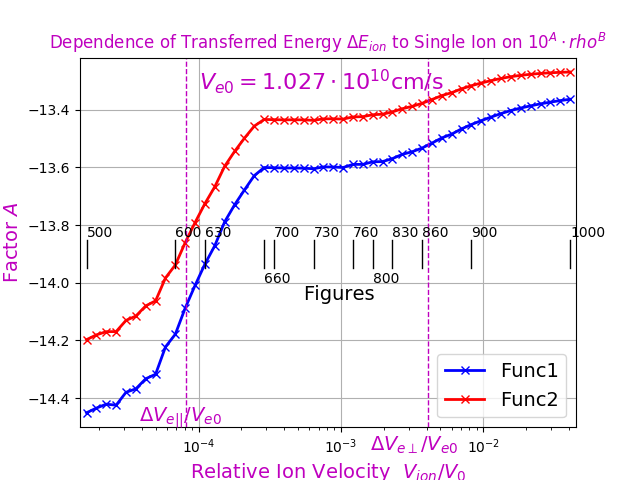 Dependence of Transferred Energy ΔE_ion to Single Ion on 10^A · rho^B
V_e0 = 1.027 · 10^10 cm/s
Factor A
−13.4
−13.6
−13.8
−14.0
−14.2
−14.4
500 600 630 700 730 760 830 860 900 1000
660 800
Figures
Func1
Func2
ΔV_e||/V_e0
10^−4 10^−3 10^−2
ΔV_e⊥/V_e0
Relative Ion Velocity V_ion/V_0